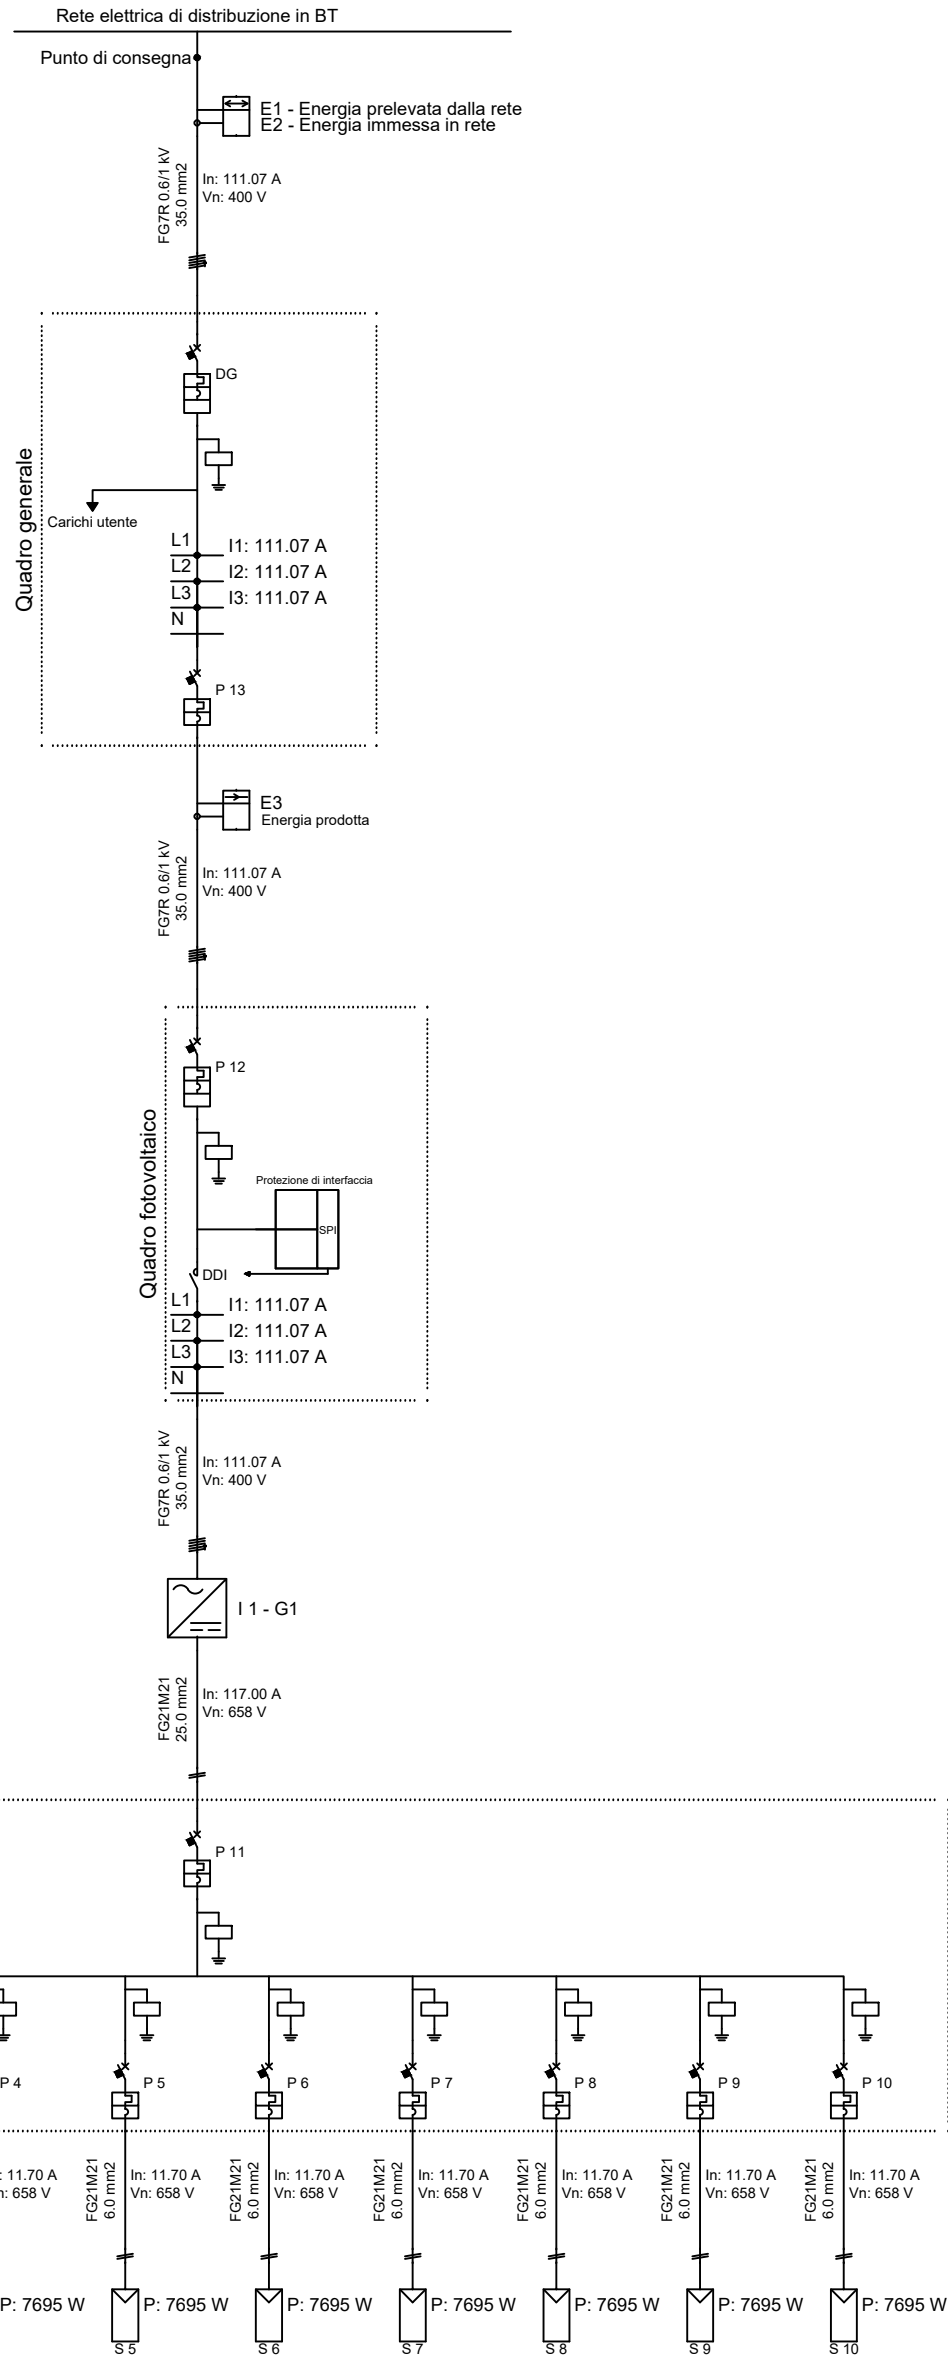 Rete elettrica di distribuzione in BT
Punto di consegna
E1 - Energia prelevata dalla rete
E2 - Energia immessa in rete
FG7R 0.6/1 kV
35.0 mm2
In: 111.07 A
Vn: 400 V
Quadro generale
DG
Carichi utente
L1 I1: 111.07 A
L2 I2: 111.07 A
L3 I3: 111.07 A
N
P 13
E3
Energia prodotta
FG7R 0.6/1 kV
35.0 mm2
In: 111.07 A
Vn: 400 V
Quadro fotovoltaico
P 12
Protezione di interfaccia
SPI
DDI
L1 I1: 111.07 A
L2 I2: 111.07 A
L3 I3: 111.07 A
N
FG7R 0.6/1 kV
35.0 mm2
In: 111.07 A
Vn: 400 V
I 1 - G1
FG21M21
25.0 mm2
In: 117.00 A
Vn: 658 V
P 11
P 4 P 5 P 6 P 7 P 8 P 9 P 10
: 11.70 A
n: 658 V
FG21M21
6.0 mm2
In: 11.70 A
Vn: 658 V
FG21M21
6.0 mm2
In: 11.70 A
Vn: 658 V
FG21M21
6.0 mm2
In: 11.70 A
Vn: 658 V
FG21M21
6.0 mm2
In: 11.70 A
Vn: 658 V
FG21M21
6.0 mm2
In: 11.70 A
Vn: 658 V
FG21M21
6.0 mm2
In: 11.70 A
Vn: 658 V
P: 7695 W P: 7695 W P: 7695 W P: 7695 W P: 7695 W P: 7695 W P: 7695 W
S 5 S 6 S 7 S 8 S 9 S 10